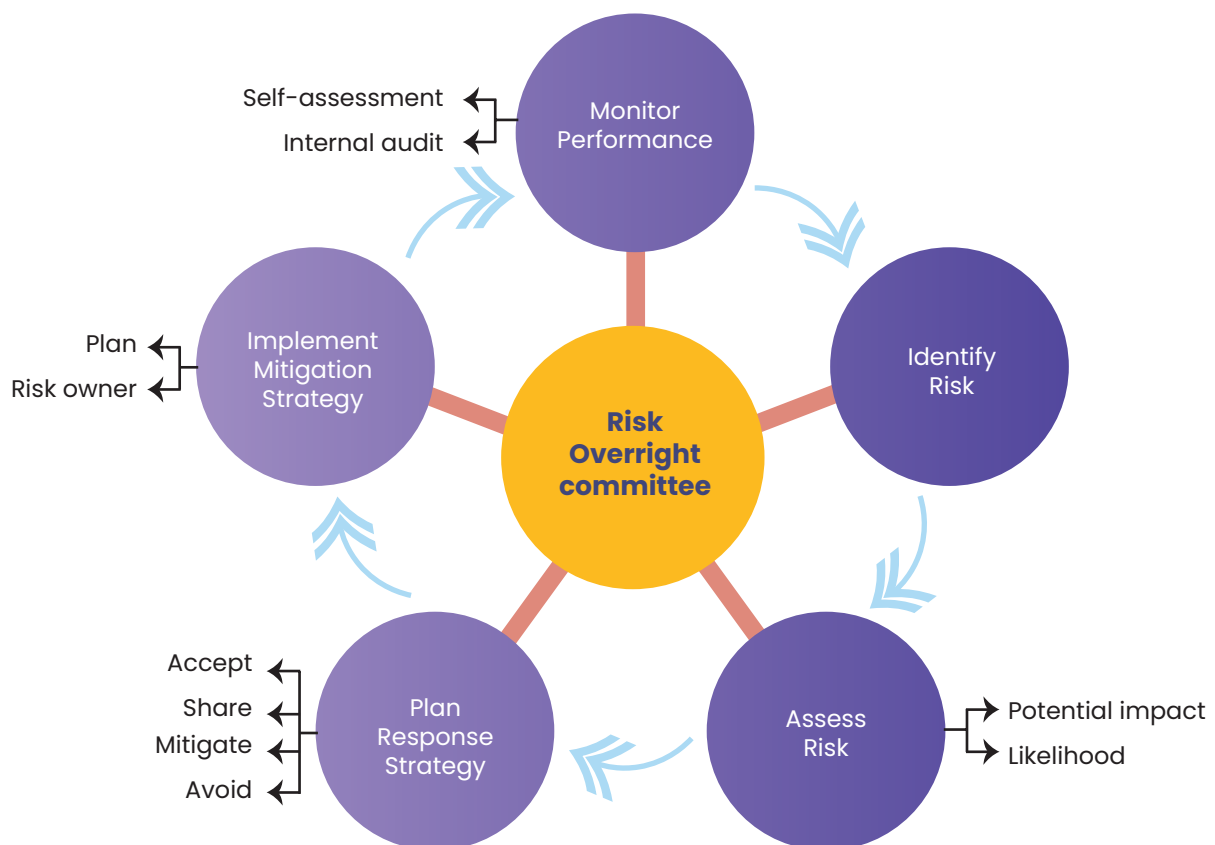 Self-assessment
Internal audit
Monitor
Performance
Plan
Risk owner
Implement
Mitigation
Strategy
Identify
Risk
Risk
Overright
committee
Accept
Share
Mitigate
Avoid
Plan
Response
Strategy
Assess
Risk
Potential impact
Likelihood